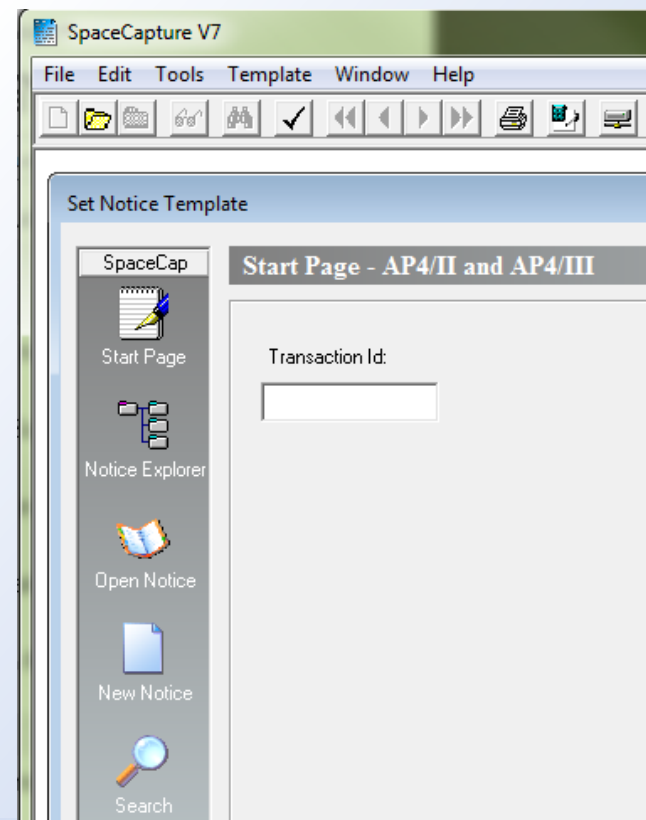 SpaceCapture V7
File Edit Tools Template Window Help
Set Notice Template
SpaceCap
Start Page - AP4/II and AP4/III
Start Page
Transaction Id:
Notice Explorer
Open Notice
New Notice
Search